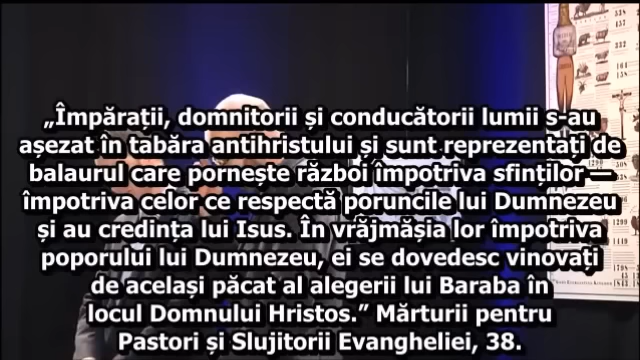 „Împărații, domnitorii și conducătorii lumii s-au
așezat în tabăra antihristului și sunt reprezentați de
balaurul care pornește război împotriva sfinților —
împotriva celor ce respectă poruncile lui Dumnezeu
și au credința lui Isus. În vrăjmășia lor împotriva
poporului lui Dumnezeu, ei se dovedesc vinovați
de același păcat al alegerii lui Baraba în
locul Domnului Hristos.” Mărturii pentru
Pastori și Slujitorii Evangheliei, 38.